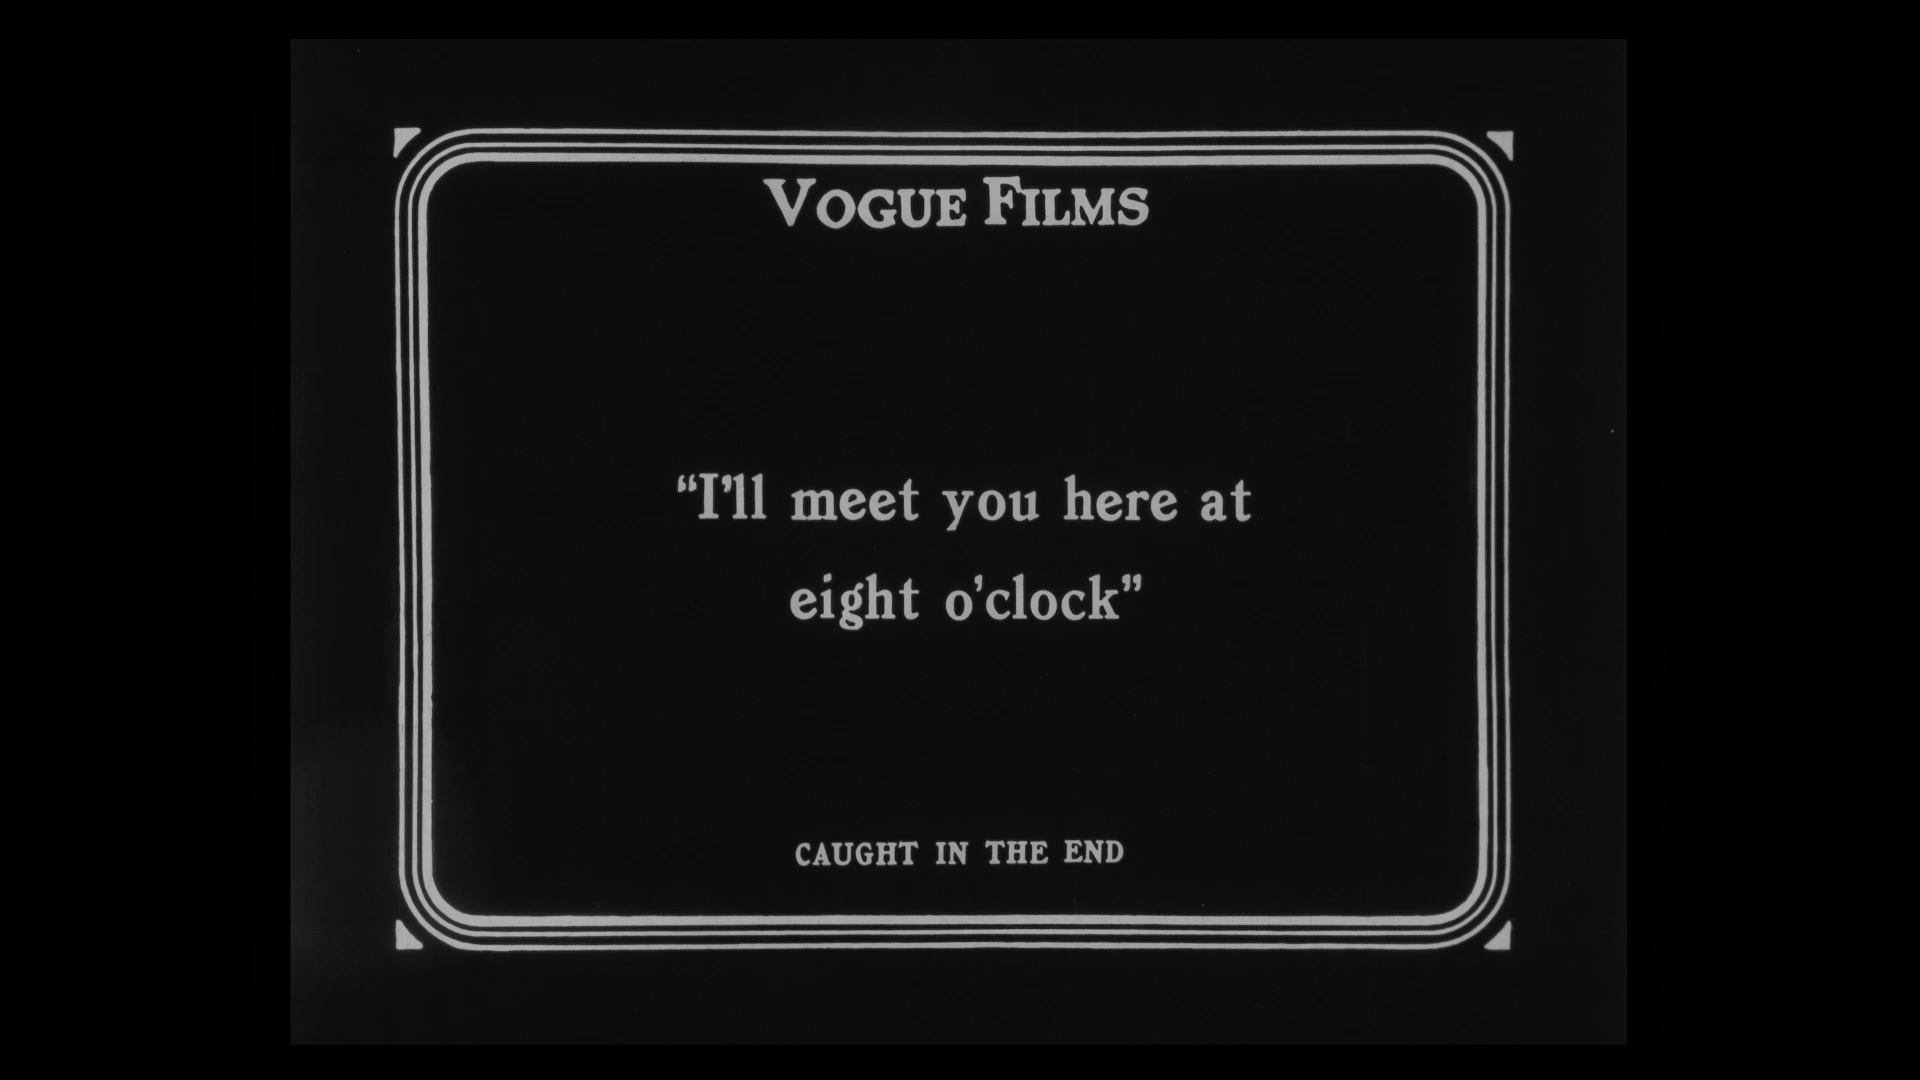 VOGUE FILMS
“I'll meet you here at
eight o'clock”
CAUGHT IN THE END